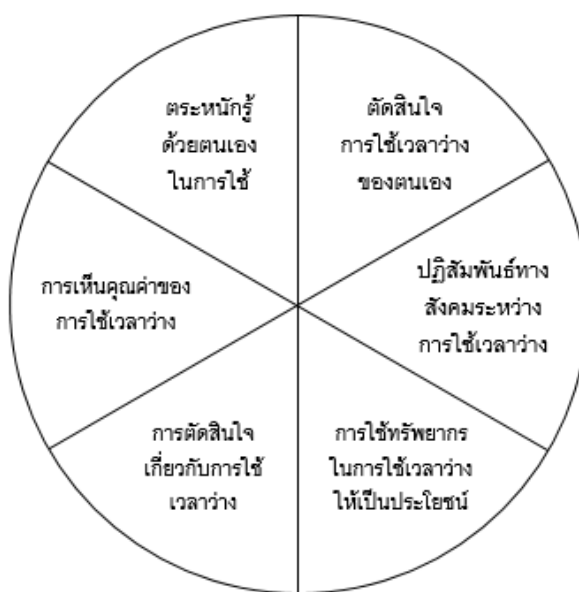 ตระหนักรู้
ด้วยตนเอง
ในการใช้
ตัดสินใจ
การใช้เวลาว่าง
ของตนเอง
ปฏิสัมพันธ์ทาง
สังคมระหว่าง
การใช้เวลาว่าง
การใช้ทรัพยากร
ในการใช้เวลาว่าง
ให้เป็นประโยชน์
การตัดสินใจ
เกี่ยวกับการใช้
เวลาว่าง
การเห็นคุณค่าของ
การใช้เวลาว่าง